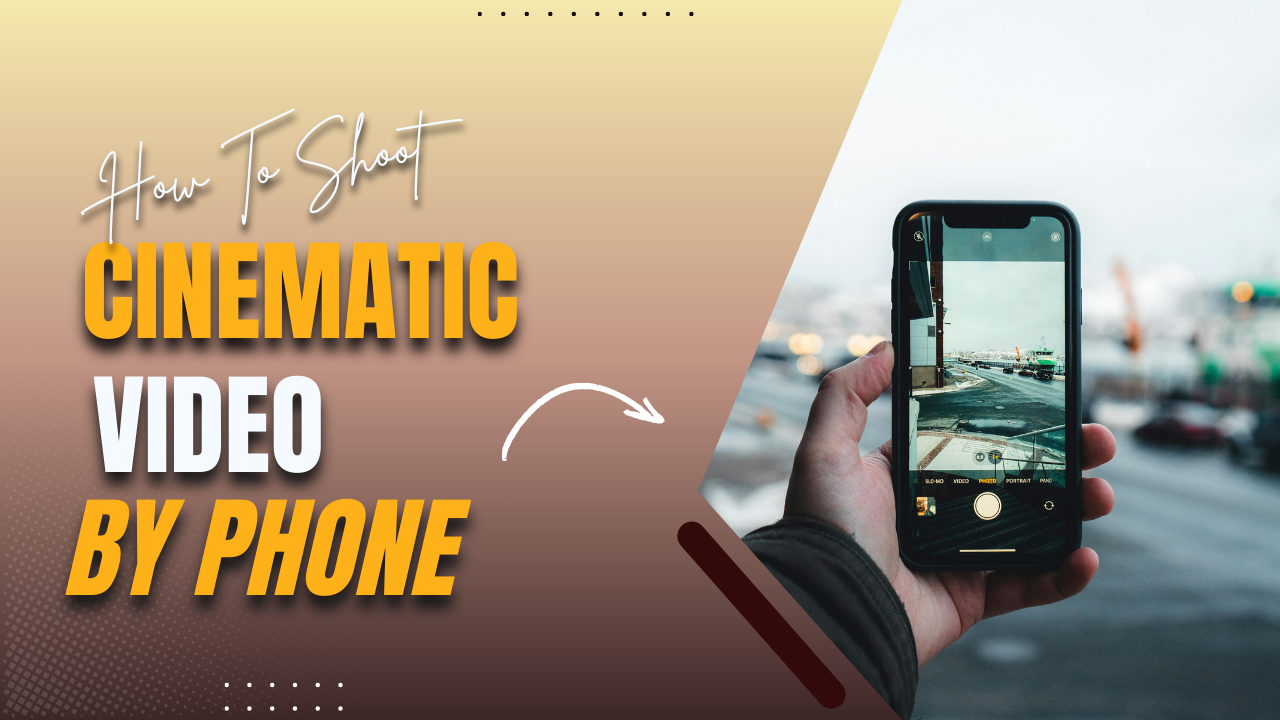 How To Shoot
CINEMATIC
VIDEO
BY PHONE
SLO-MO VIDEO PHOTO PORTRAIT PANO